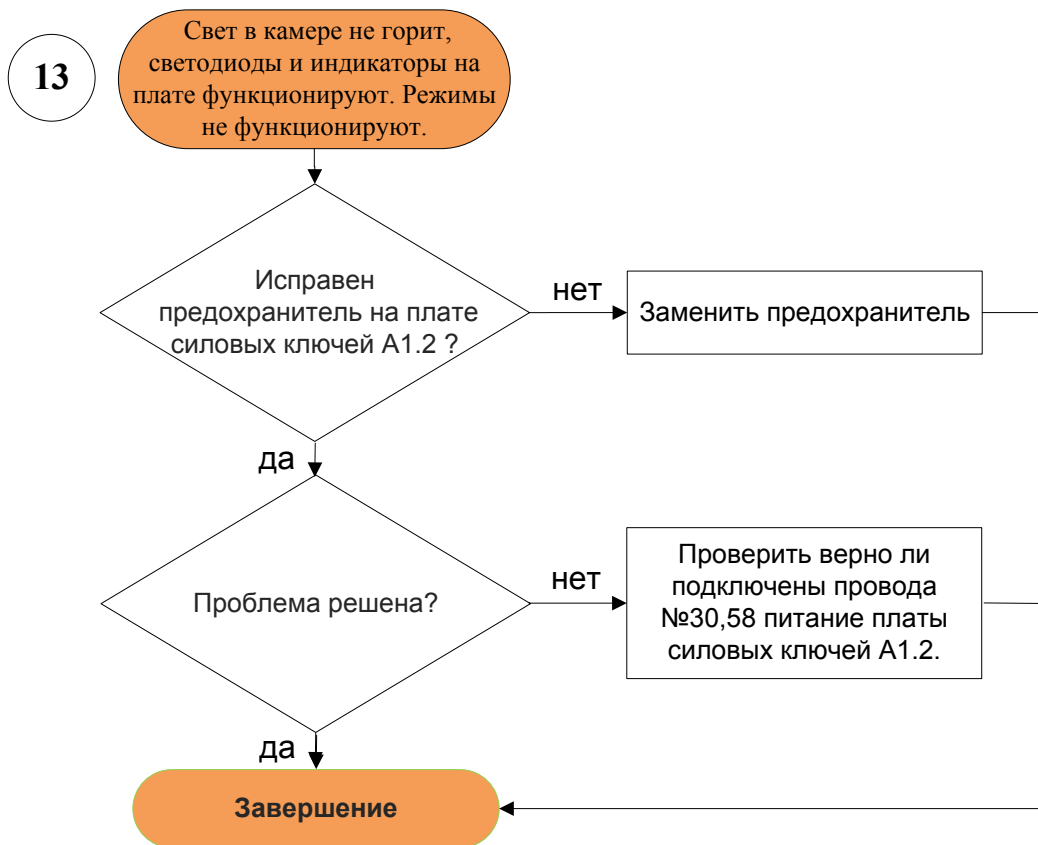 13
Свет в камере не горит,
светодиоды и индикаторы на
плате функционируют. Режимы
не функционируют.
Исправен
предохранитель на плате
силовых ключей А1.2 ?
нет
Заменить предохранитель
да
Проблема решена?
нет
Проверить верно ли
подключены провода
№30,58 питание платы
силовых ключей А1.2.
да
Завершение